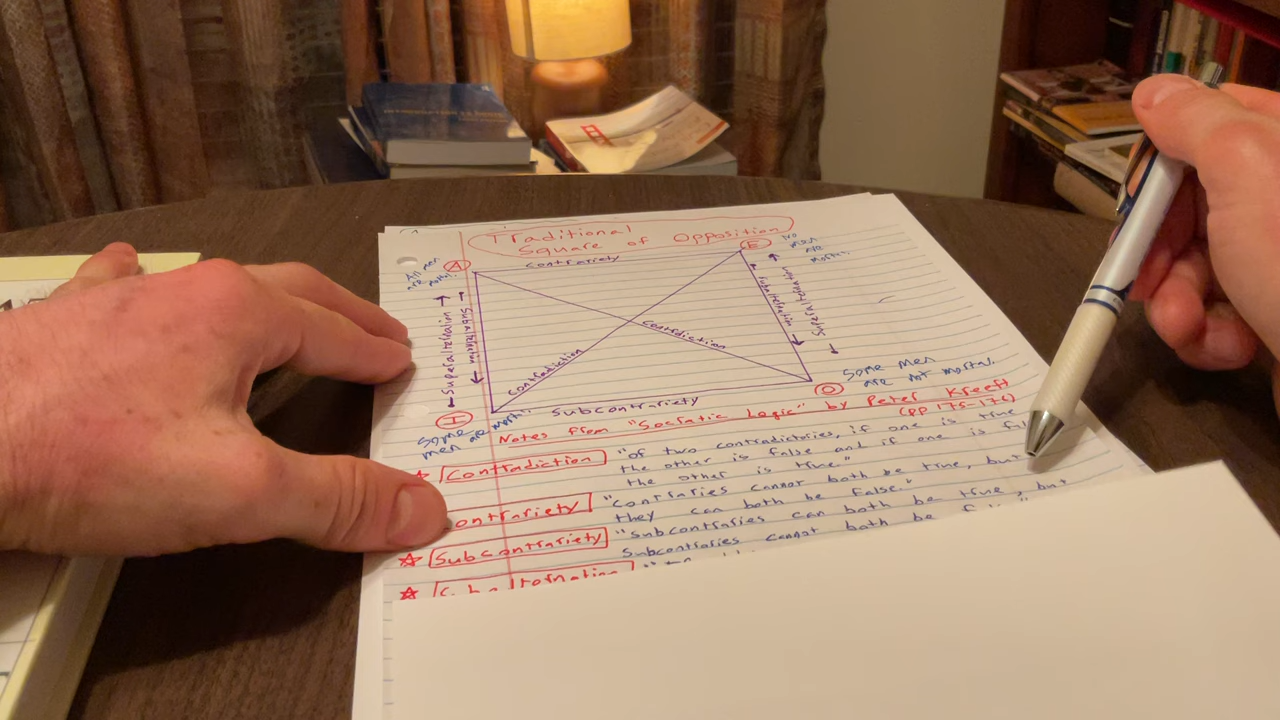 Traditional
Square of Opposition
A
All men
are
mortal.
contrariety
E
No
men
are
mortal.
Superalternation
Subalternation
contradiction
contradiction
Subalternation
Superalternation
I
Some
men are mortal.
Subcontrariety
O
Some men
are not mortal.
Notes from "Socratic Logic" by Peter Kreeft
(pp 175-176)
Contradiction
"of two contradictories, if one is true
the other is false and if one is
the other is true."
ontrariety
"Contraries cannot both be true, but
they can both be false."
Subcontrariety
"Subcontraries can both be true, but
Subcontraries cannot both be